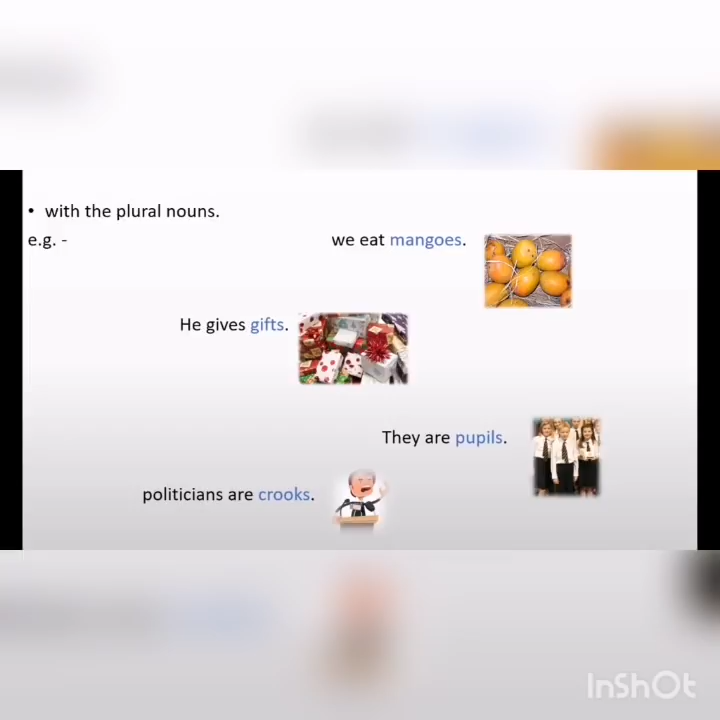 • with the plural nouns.
e.g. - we eat mangoes.
He gives gifts.
They are pupils.
politicians are crooks.
InShOt